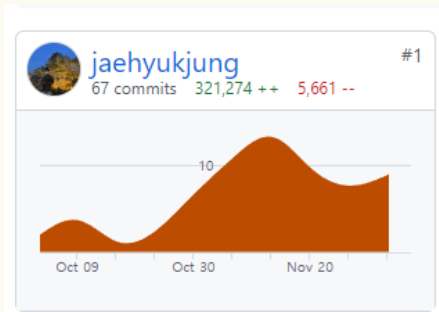 jaehyukjung #1
67 commits 321,274 ++ 5,661 --
10
Oct 09 Oct 30 Nov 20